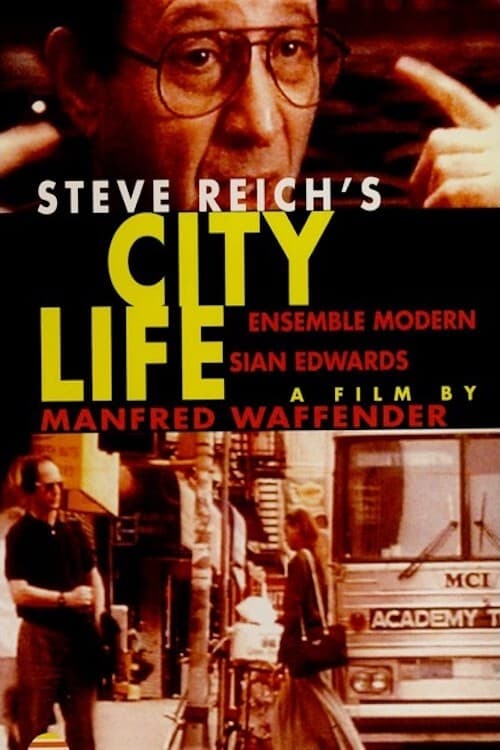 STEVE REICH'S
CITY
LIFE
ENSEMBLE MODERN
SIAN EDWARDS
A FILM BY
MANFRED WAFFENDER
MCI
ACADEMY T